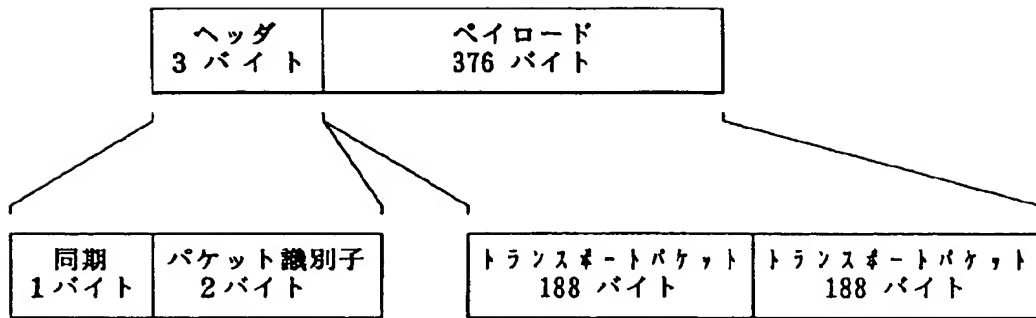 ヘッダ
3 バイト
ペイロード
376 バイト
同期
1バイト
パケット識別子
2バイト
トランスポートパケット
188 バイト
トランスポートパケット
188 バイト